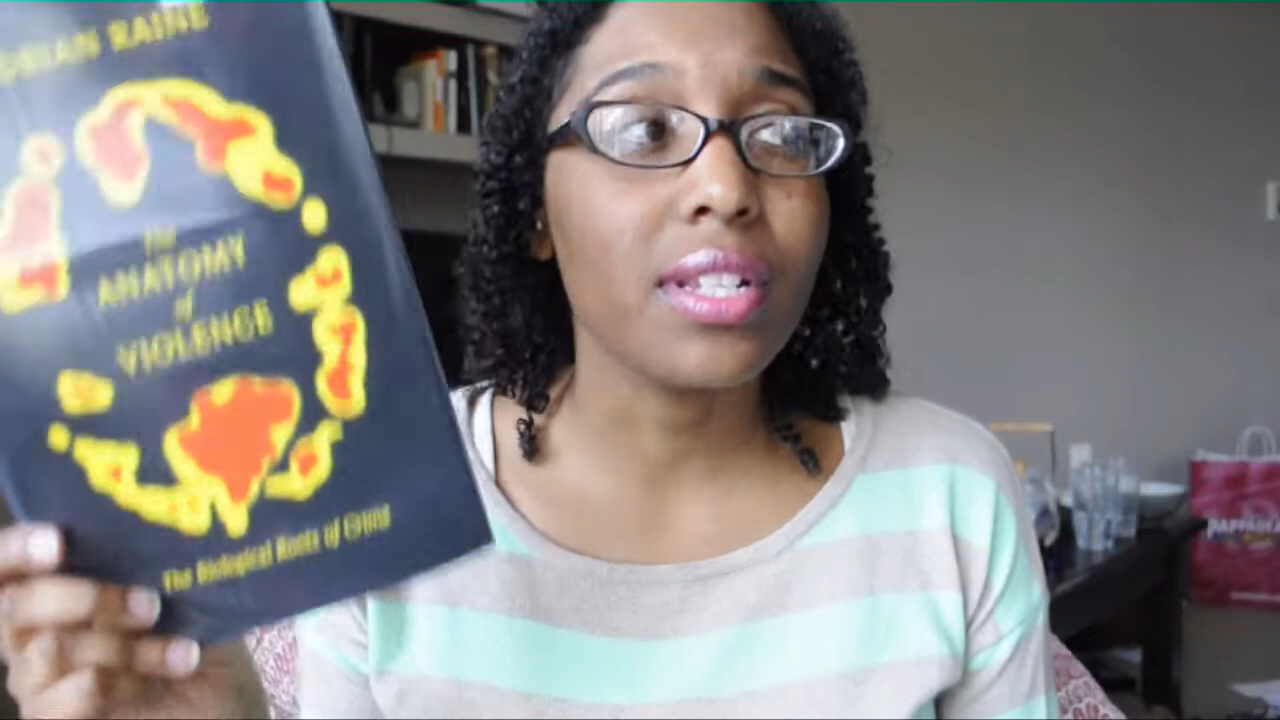 ADRIAN RAINE
The
ANATOMY
of
VIOLENCE
The Biological Roots of Crime